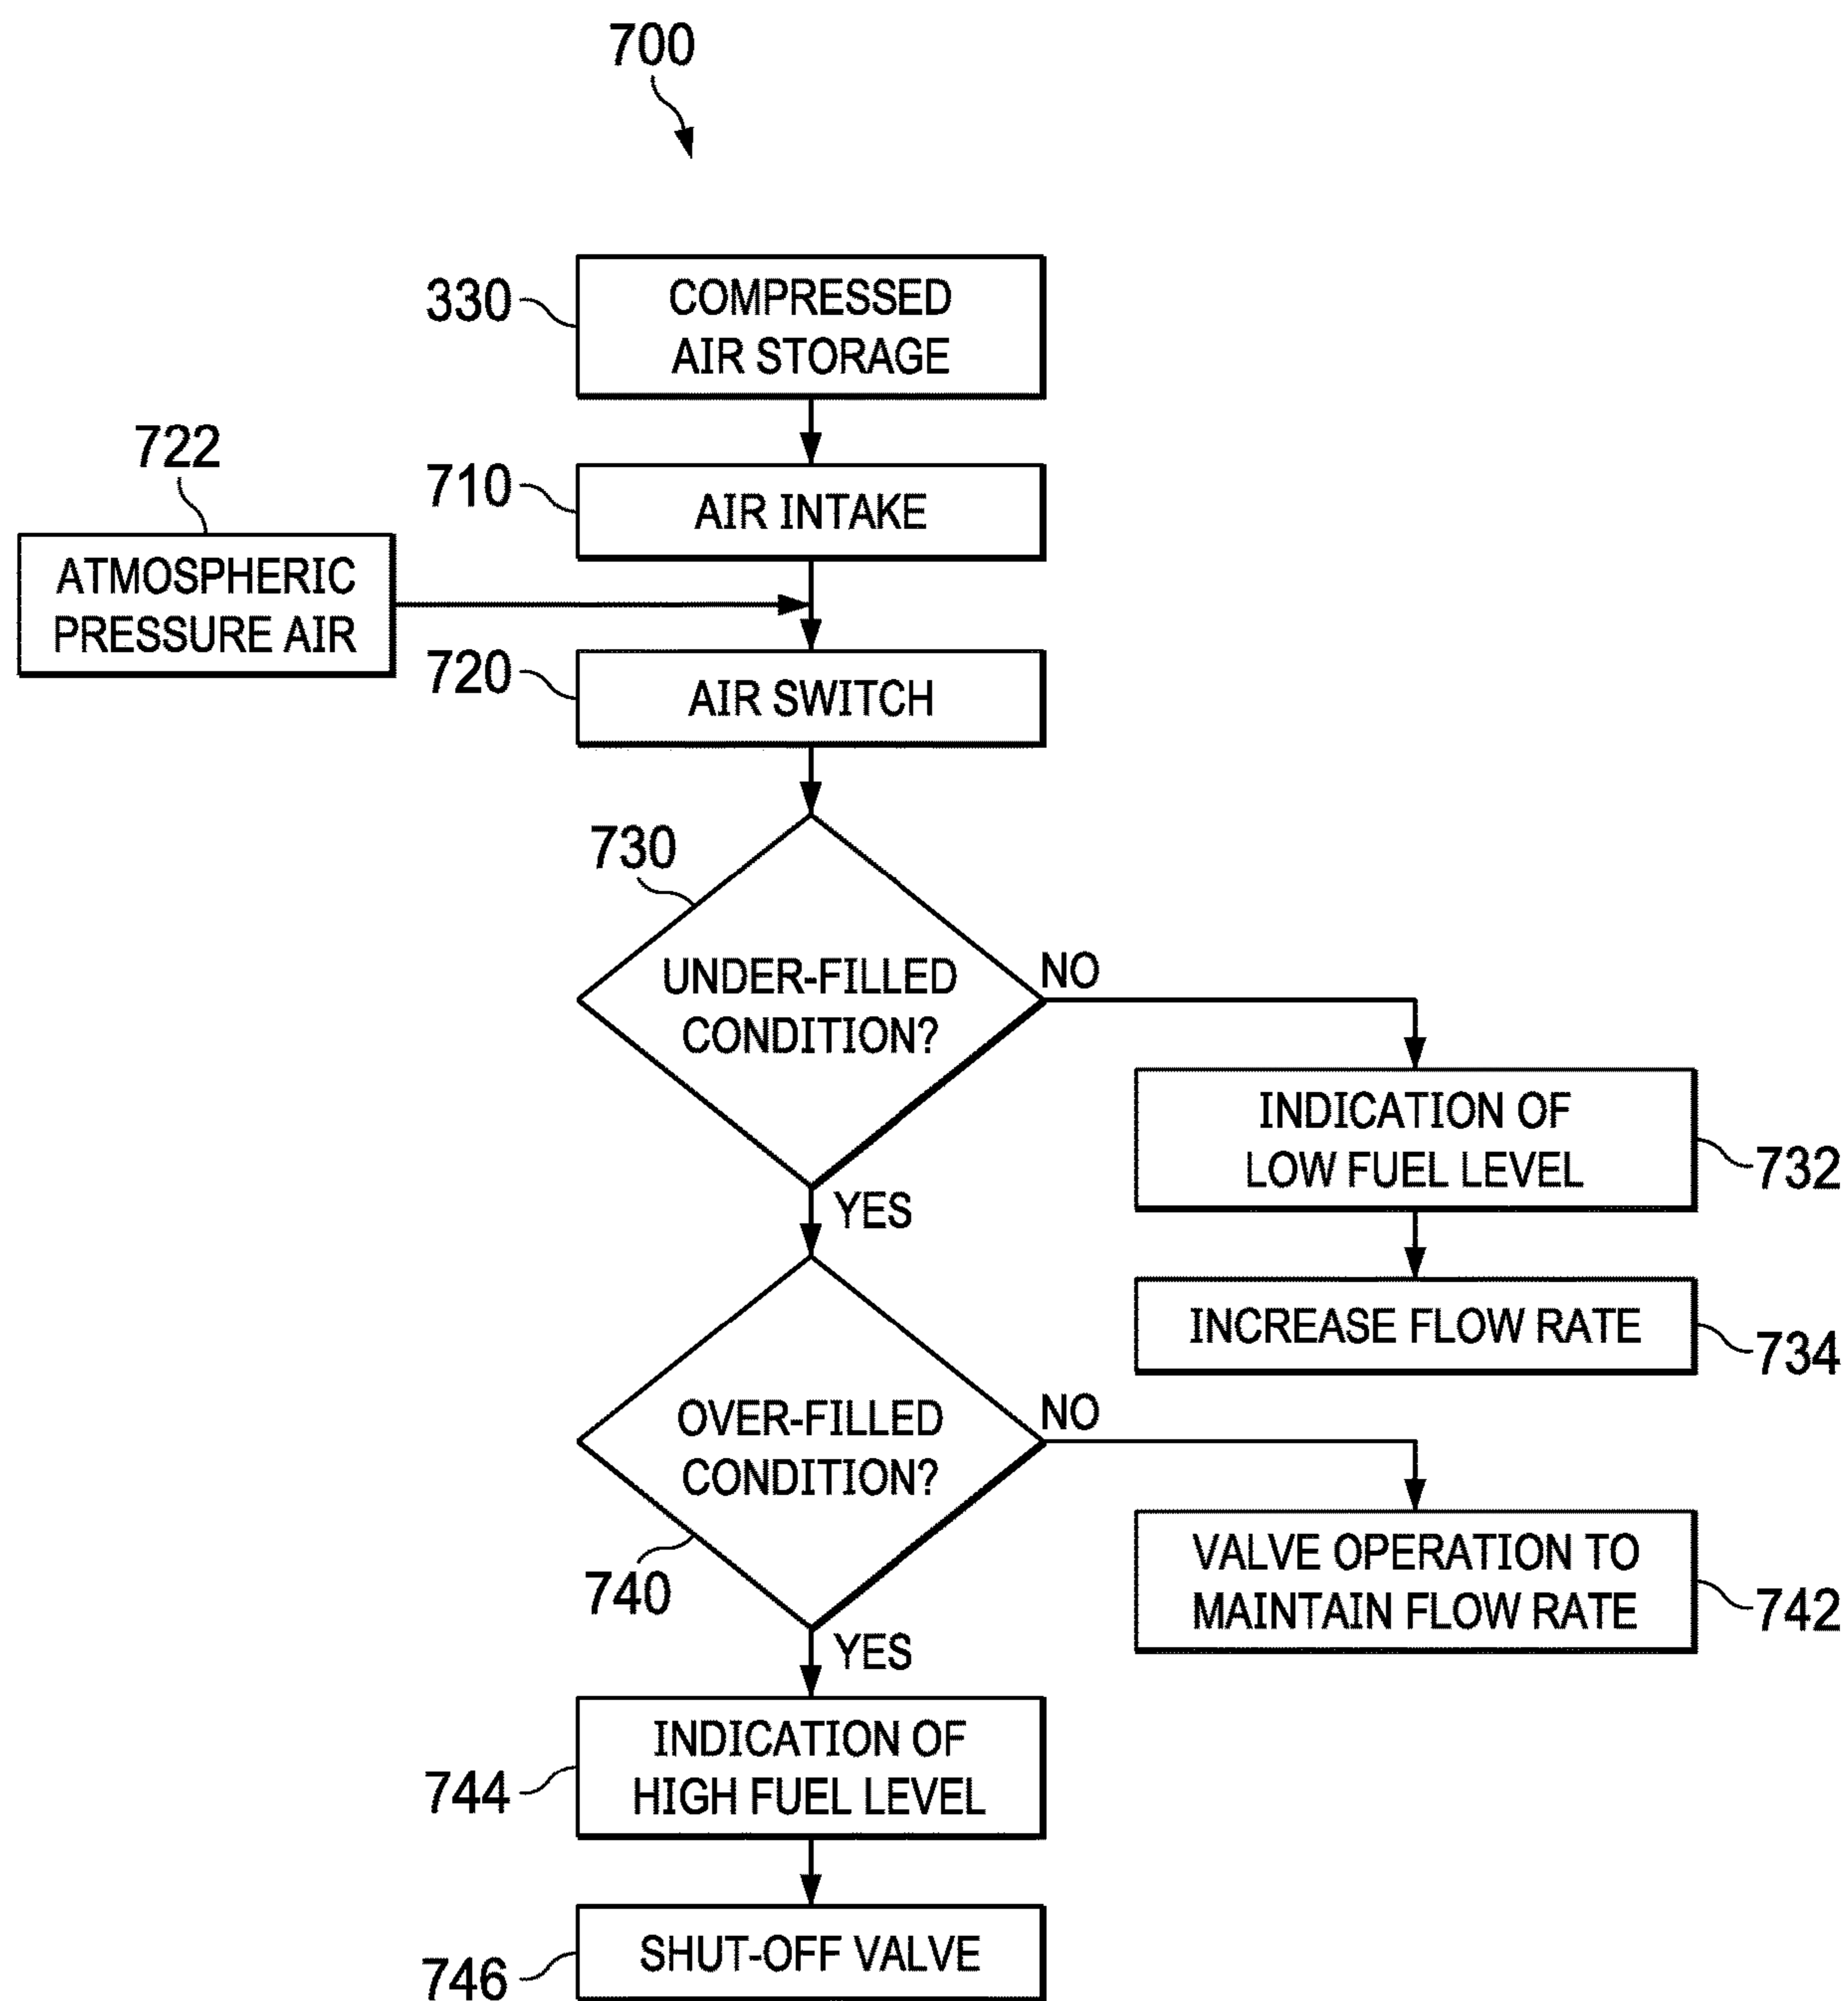 700
330
COMPRESSED
AIR STORAGE
722
710
AIR INTAKE
ATMOSPHERIC
PRESSURE AIR
720
AIR SWITCH
730
UNDER-FILLED
CONDITION?
NO
INDICATION OF
LOW FUEL LEVEL
732
YES
INCREASE FLOW RATE
734
OVER-FILLED
CONDITION?
NO
740
VALVE OPERATION TO
MAINTAIN FLOW RATE
742
YES
INDICATION OF
HIGH FUEL LEVEL
744
SHUT-OFF VALVE
746